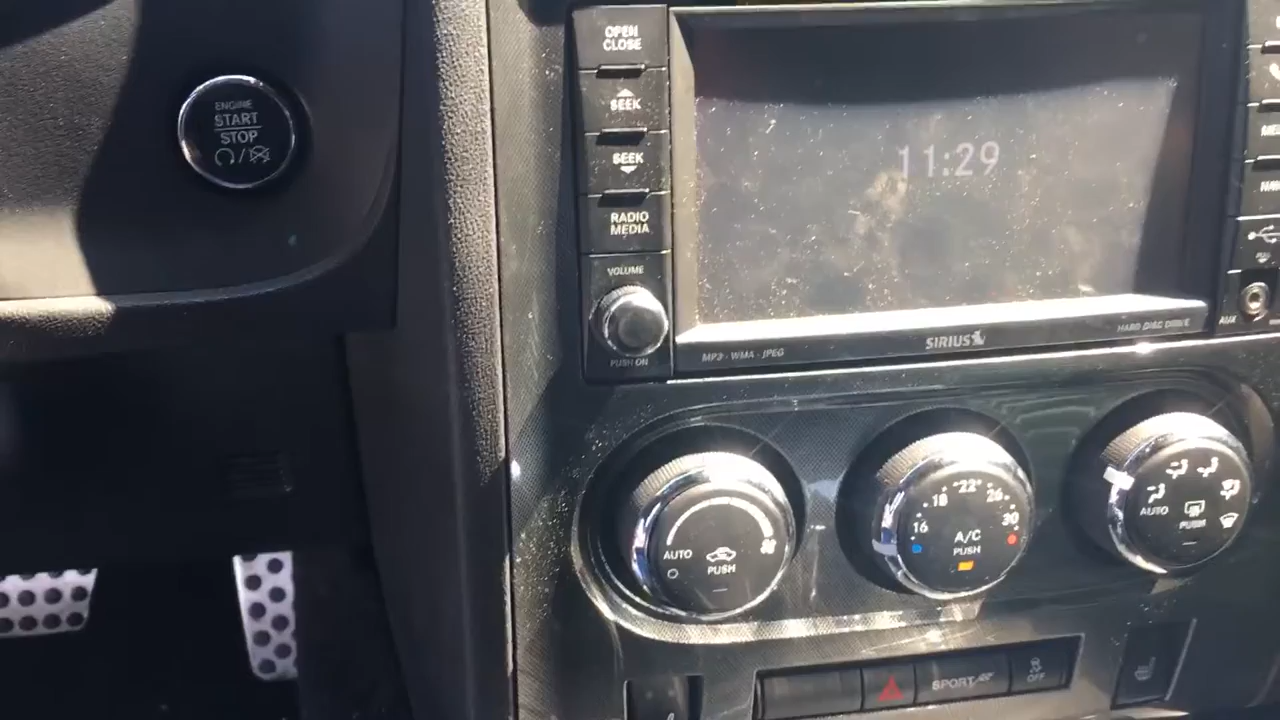 ENGINE
START
STOP
OPEN
CLOSE
SEEK
SEEK
RADIO
MEDIA
VOLUME
PUSH ON
11:29
MP3 - WMA - JPEG
SIRIUS
HARD DISC DRIVE
AUX
AUTO
PUSH
16
18
22°
26
30
A/C
PUSH
AUTO
PUSH
SPORT
OFF